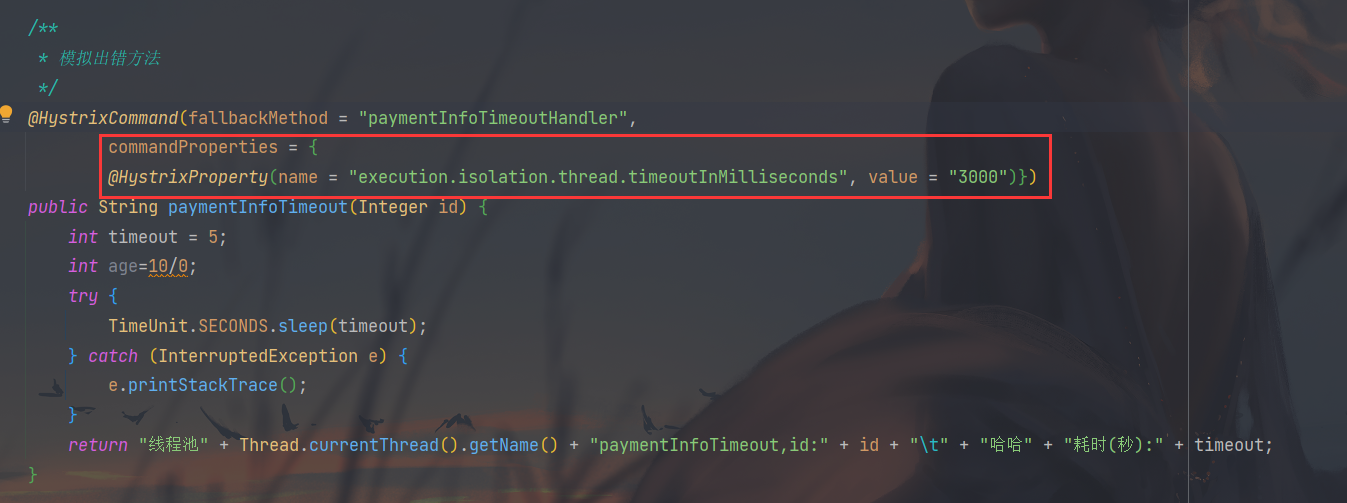 /**
 * 模拟出错方法
 */
@HystrixCommand(fallbackMethod = "paymentInfoTimeoutHandler",
        commandProperties = {
        @HystrixProperty(name = "execution.isolation.thread.timeoutInMilliseconds", value = "3000")})
public String paymentInfoTimeout(Integer id) {
    int timeout = 5;
    int age=10/0;
    try {
        TimeUnit.SECONDS.sleep(timeout);
    } catch (InterruptedException e) {
        e.printStackTrace();
    }
    return "线程池" + Thread.currentThread().getName() + "paymentInfoTimeout,id:" + id + "\t" + "哈哈" + "耗时(秒):" + timeout;
}